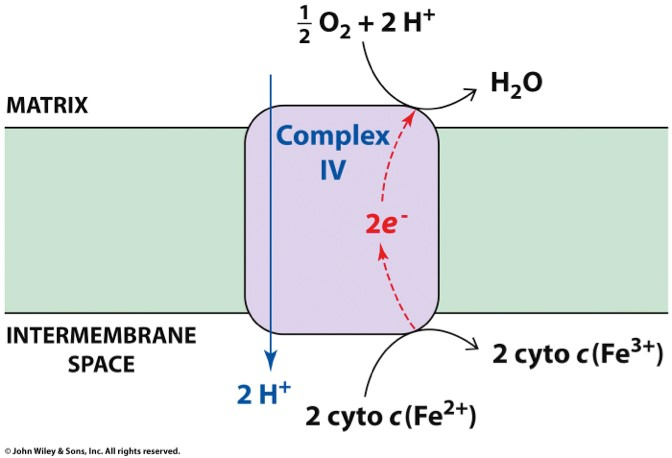 ½ O₂ + 2 H⁺
H₂O
MATRIX
Complex
IV
2e⁻
INTERMEMBRANE
SPACE
2 cyto c(Fe³⁺)
2 H⁺
2 cyto c(Fe²⁺)
© John Wiley & Sons, Inc. All rights reserved.